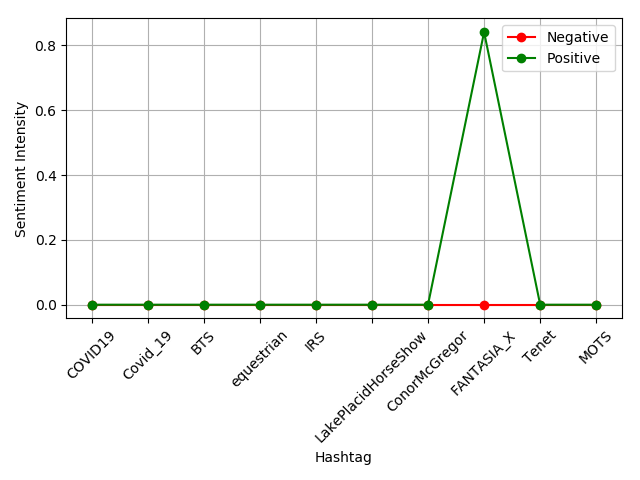 Negative
Positive
0.8
0.6
0.4
0.2
0.0
Sentiment Intensity
COVID19
Covid_19
BTS
equestrian
IRS
LakePlacidHorseShow
ConorMcGregor
FANTASIA_X
Tenet
MOTS
Hashtag